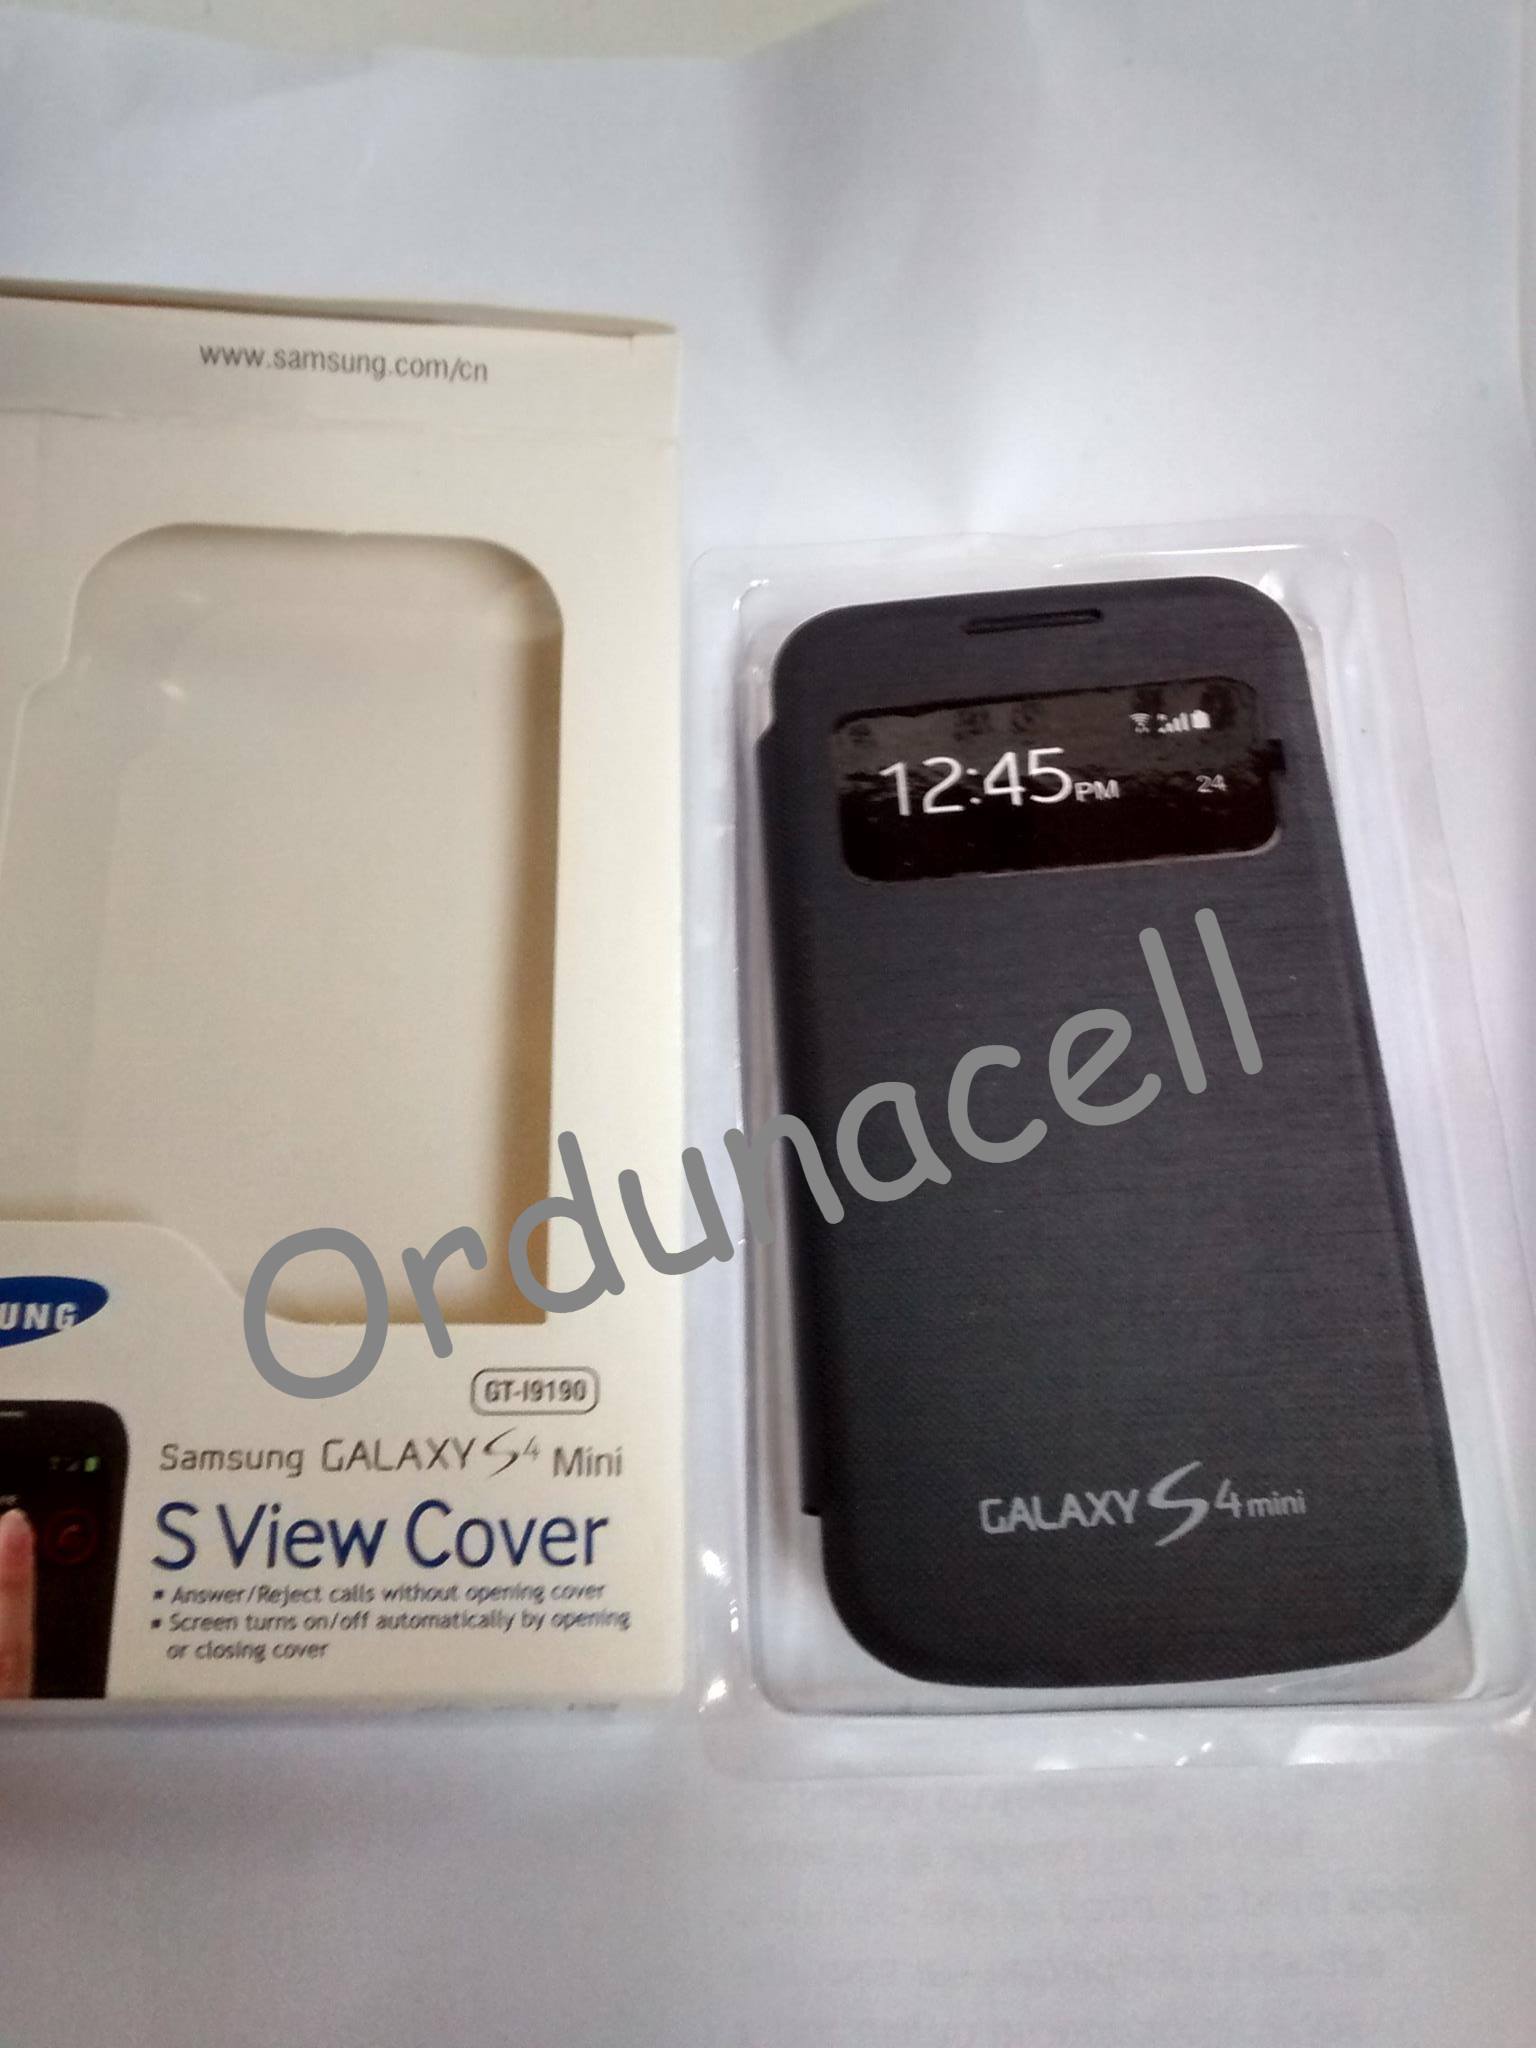 www.samsung.com/cn
12:45PM
24
Ordunacell
UNG
GT-I9190
Samsung GALAXY S4 Mini
S View Cover
▪ Answer/Reject calls without opening cover
▪ Screen turns on/off automatically by opening
or closing cover
GALAXY S4 mini